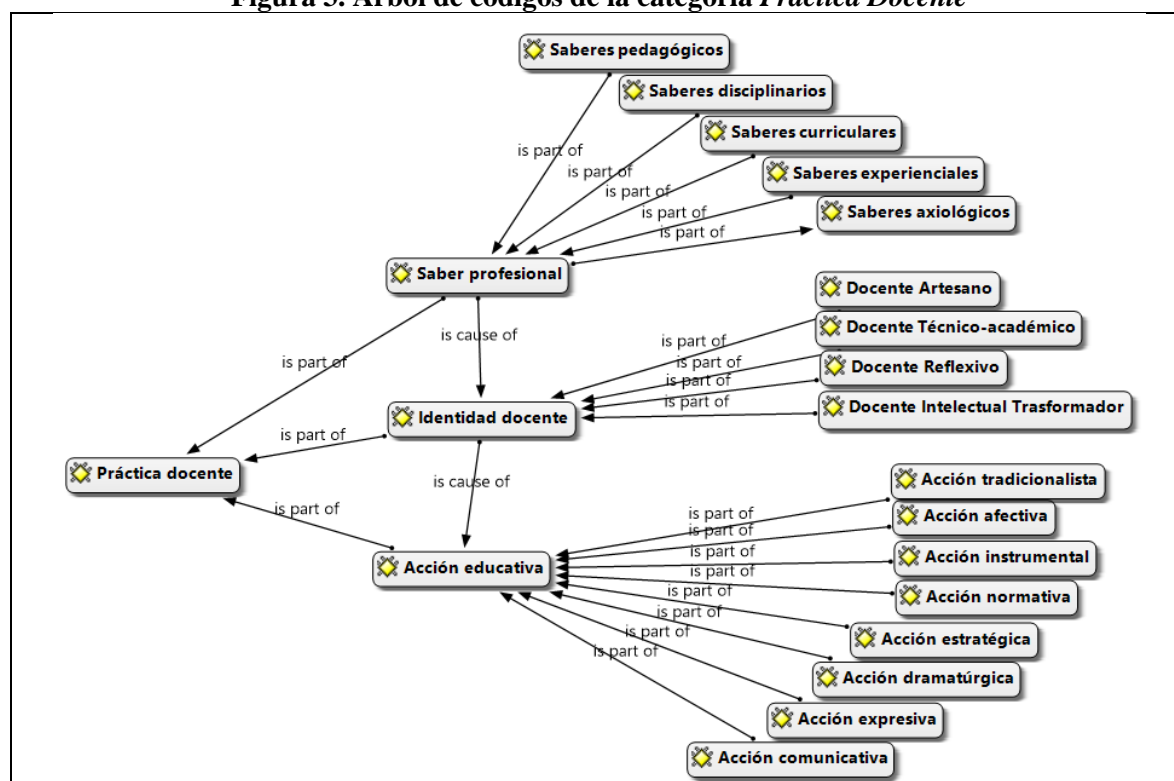 Figura 3. Árbol de códigos de la categoría Práctica Docente
Saberes pedagógicos
Saberes disciplinarios
Saberes curriculares
is part of
Saberes experienciales
is part of
is part of
Saberes axiológicos
is part of
is part of
Saber profesional
Docente Artesano
Docente Técnico-académico
is cause of
is part of
is part of
is part of
Docente Reflexivo
is part of
is part of
Docente Intelectual Trasformador
Identidad docente
is part of
Práctica docente
is cause of
Acción tradicionalista
is part of
is part of
Acción afectiva
is part of
is part of
Acción instrumental
Acción educativa
is part of
Acción normativa
is part of
is part of
Acción estratégica
is part of
is part of
Acción dramatúrgica
Acción expresiva
Acción comunicativa